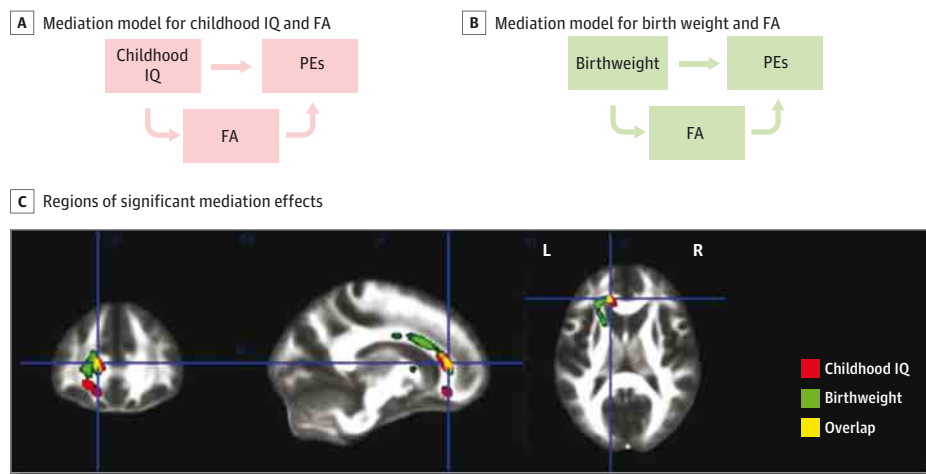 A Mediation model for childhood IQ and FA
Childhood
IQ
PEs
FA
B Mediation model for birth weight and FA
Birthweight
PEs
FA
C Regions of significant mediation effects
L
R
Childhood IQ
Birthweight
Overlap